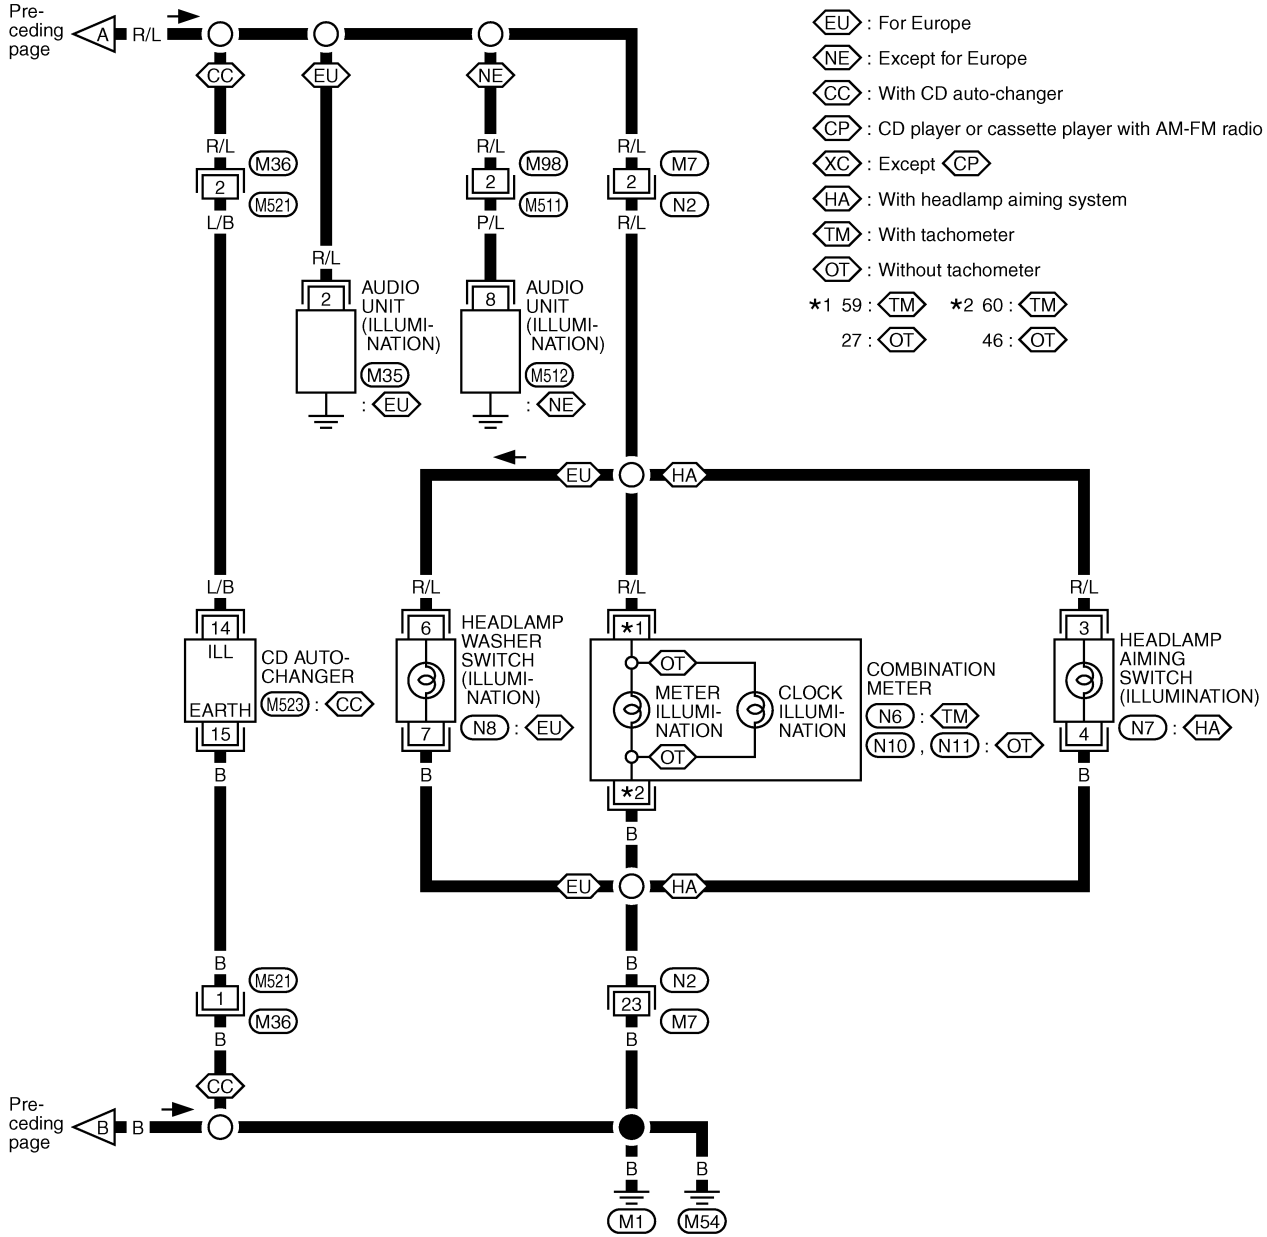 Pre-
ceding
page
A
R/L
CC
EU
NE
R/L
M36
2
M521
L/B
R/L
M98
2
M511
P/L
R/L
M7
2
N2
R/L
R/L
2
AUDIO
UNIT
(ILLUMI-
NATION)
M35
: EU
8
AUDIO
UNIT
(ILLUMI-
NATION)
M512
: NE
EU : For Europe
NE : Except for Europe
CC : With CD auto-changer
CP : CD player or cassette player with AM-FM radio
XC : Except CP
HA : With headlamp aiming system
TM : With tachometer
OT : Without tachometer
*1 59 : TM *2 60 : TM
27 : OT 46 : OT
EU
HA
L/B
14
ILL
EARTH
15
B
CD AUTO-
CHANGER
M523 : CC
R/L
6
7
B
HEADLAMP
WASHER
SWITCH
(ILLUMI-
NATION)
N8 : EU
R/L
*1
OT
METER
ILLUMI-
NATION
CLOCK
ILLUMI-
NATION
OT
*2
B
COMBINATION
METER
N6 : TM
N10 , N11 : OT
R/L
3
4
B
HEADLAMP
AIMING
SWITCH
(ILLUMINATION)
N7 : HA
EU
HA
B
M521
1
M36
B
CC
B
N2
23
M7
B
Pre-
ceding
page
B
B
B
B
M1
M54